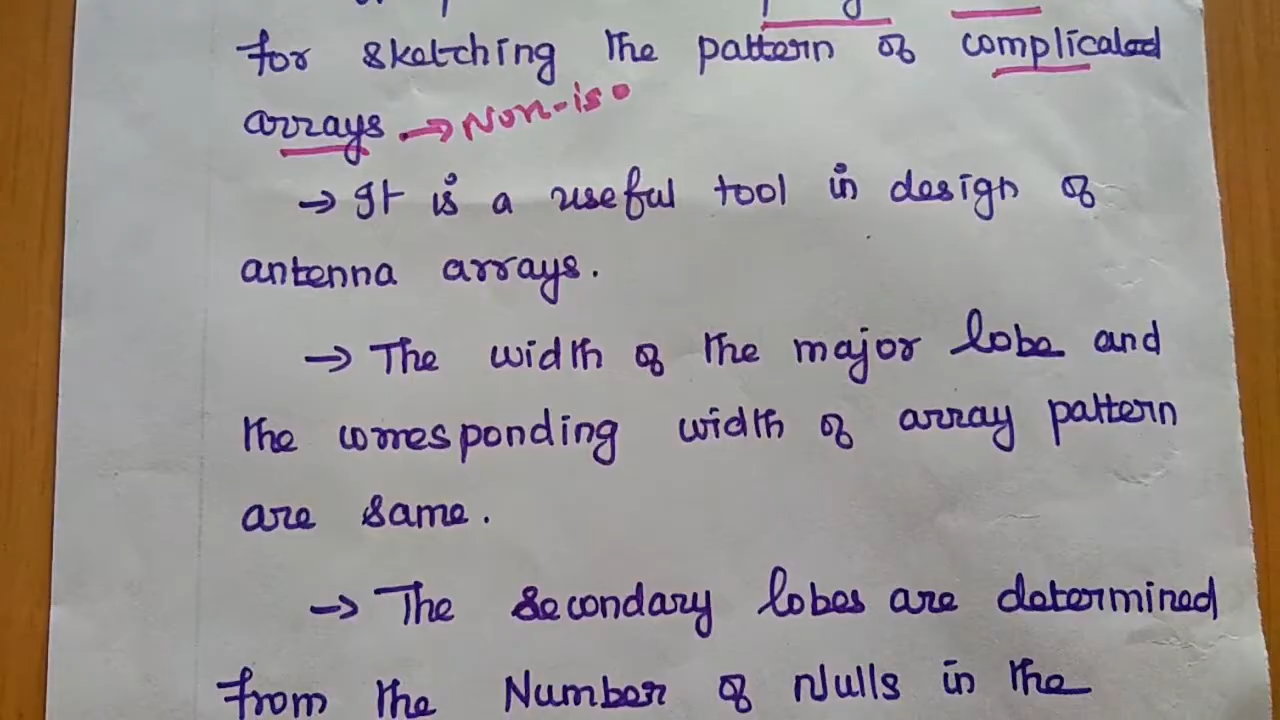 for sketching the pattern of complicated
arrays → Non-is
→ It is a useful tool in design of
antenna arrays.
→ The width of the major lobe and
the corresponding width of array pattern
are same.
→ The secondary lobes are determined
from the Number of Nulls in the